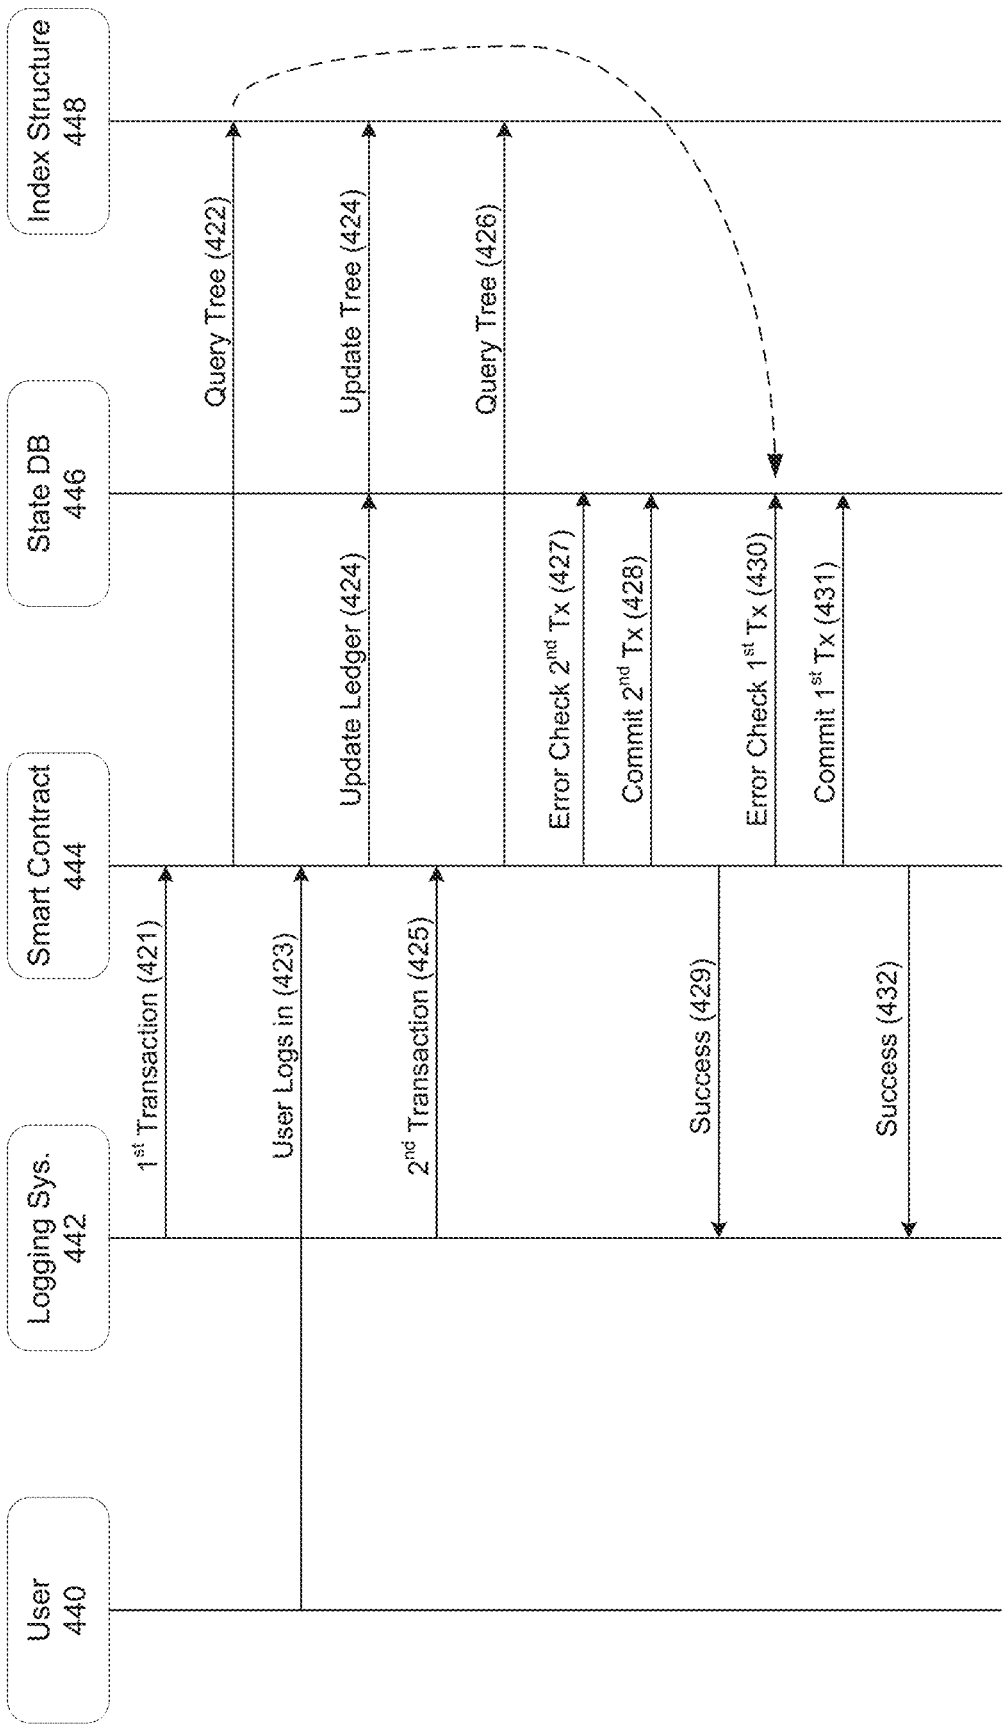 User
440
Logging Sys.
442
Smart Contract
444
State DB
446
Index Structure
448
1st Transaction (421)
Query Tree (422)
User Logs in (423)
Update Ledger (424)
Update Tree (424)
2nd Transaction (425)
Query Tree (426)
Error Check 2nd Tx (427)
Commit 2nd Tx (428)
Success (429)
Error Check 1st Tx (430)
Commit 1st Tx (431)
Success (432)